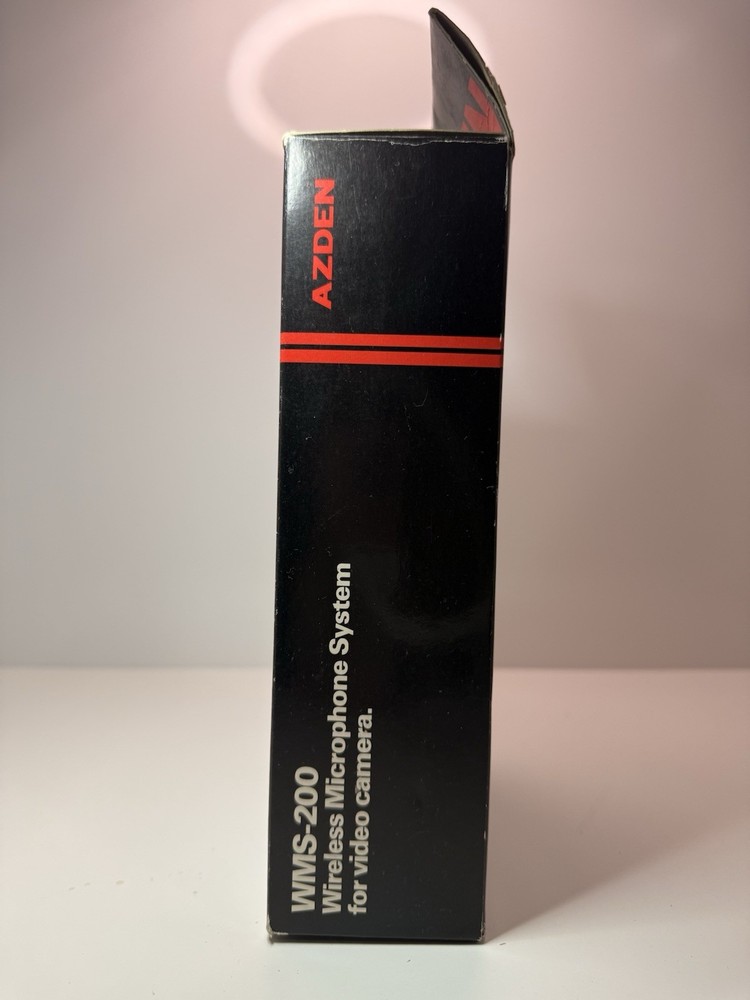 AZDEN
WMS-200
Wireless Microphone System
for video camera.